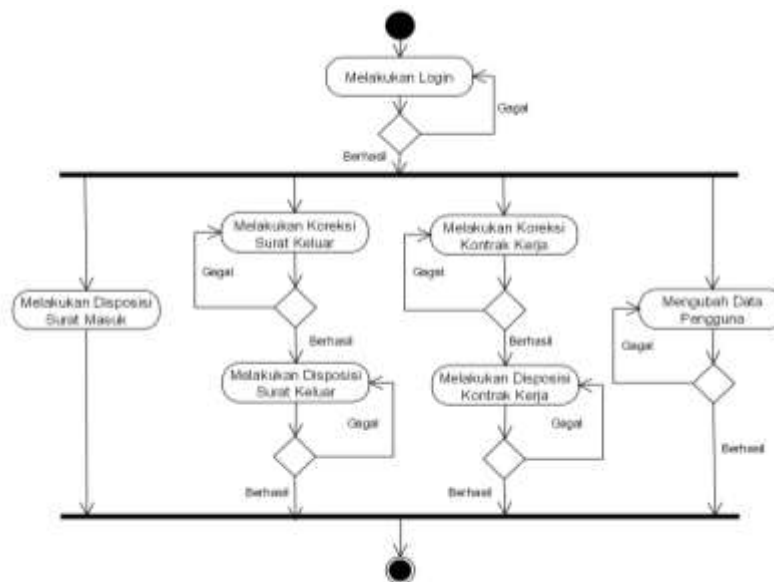 Melakukan Login
Gagal
Berhasil
Melakukan Koreksi
Surat Keluar
Melakukan Koreksi
Kontrak Kerja
Gagal
Gagal
Melakukan Disposisi
Surat Masuk
Mengubah Data
Pengguna
Berhasil
Berhasil
Gagal
Melakukan Disposisi
Surat Keluar
Melakukan Disposisi
Kontrak Kerja
Gagal
Gagal
Berhasil
Berhasil
Berhasil